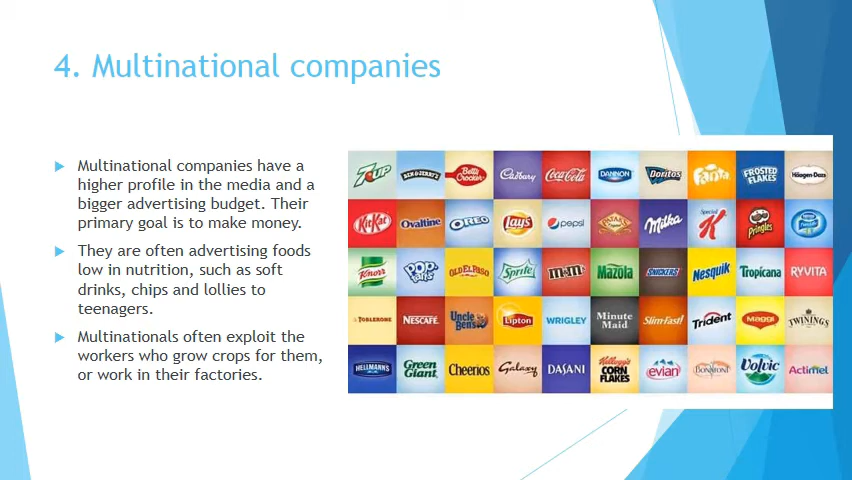 4. Multinational companies
Multinational companies have a
higher profile in the media and a
bigger advertising budget. Their
primary goal is to make money.
They are often advertising foods
low in nutrition, such as soft
drinks, chips and lollies to
teenagers.
Multinationals often exploit the
workers who grow crops for them,
or work in their factories.
7UP BEN & JERRY'S Betty Crocker Cadbury Coca-Cola DANNON Doritos Fanta FROSTED FLAKES Häagen-Dazs
KitKat Ovaltine OREO Lay's pepsi PATAK'S Milka Special K Pringles
Knorr POP tarts OLD EL PASO Sprite m&m's Mazola SNICKERS Nesquik Tropicana RYVITA
TOBLERONE NESCAFÉ Uncle Ben's Lipton WRIGLEY Minute Maid Slim·Fast Trident MAGGI TWININGS
HELLMANN'S Green Giant Cheerios Galaxy DASANI Kellogg's CORN FLAKES evian BONAFONT Volvic Actimel